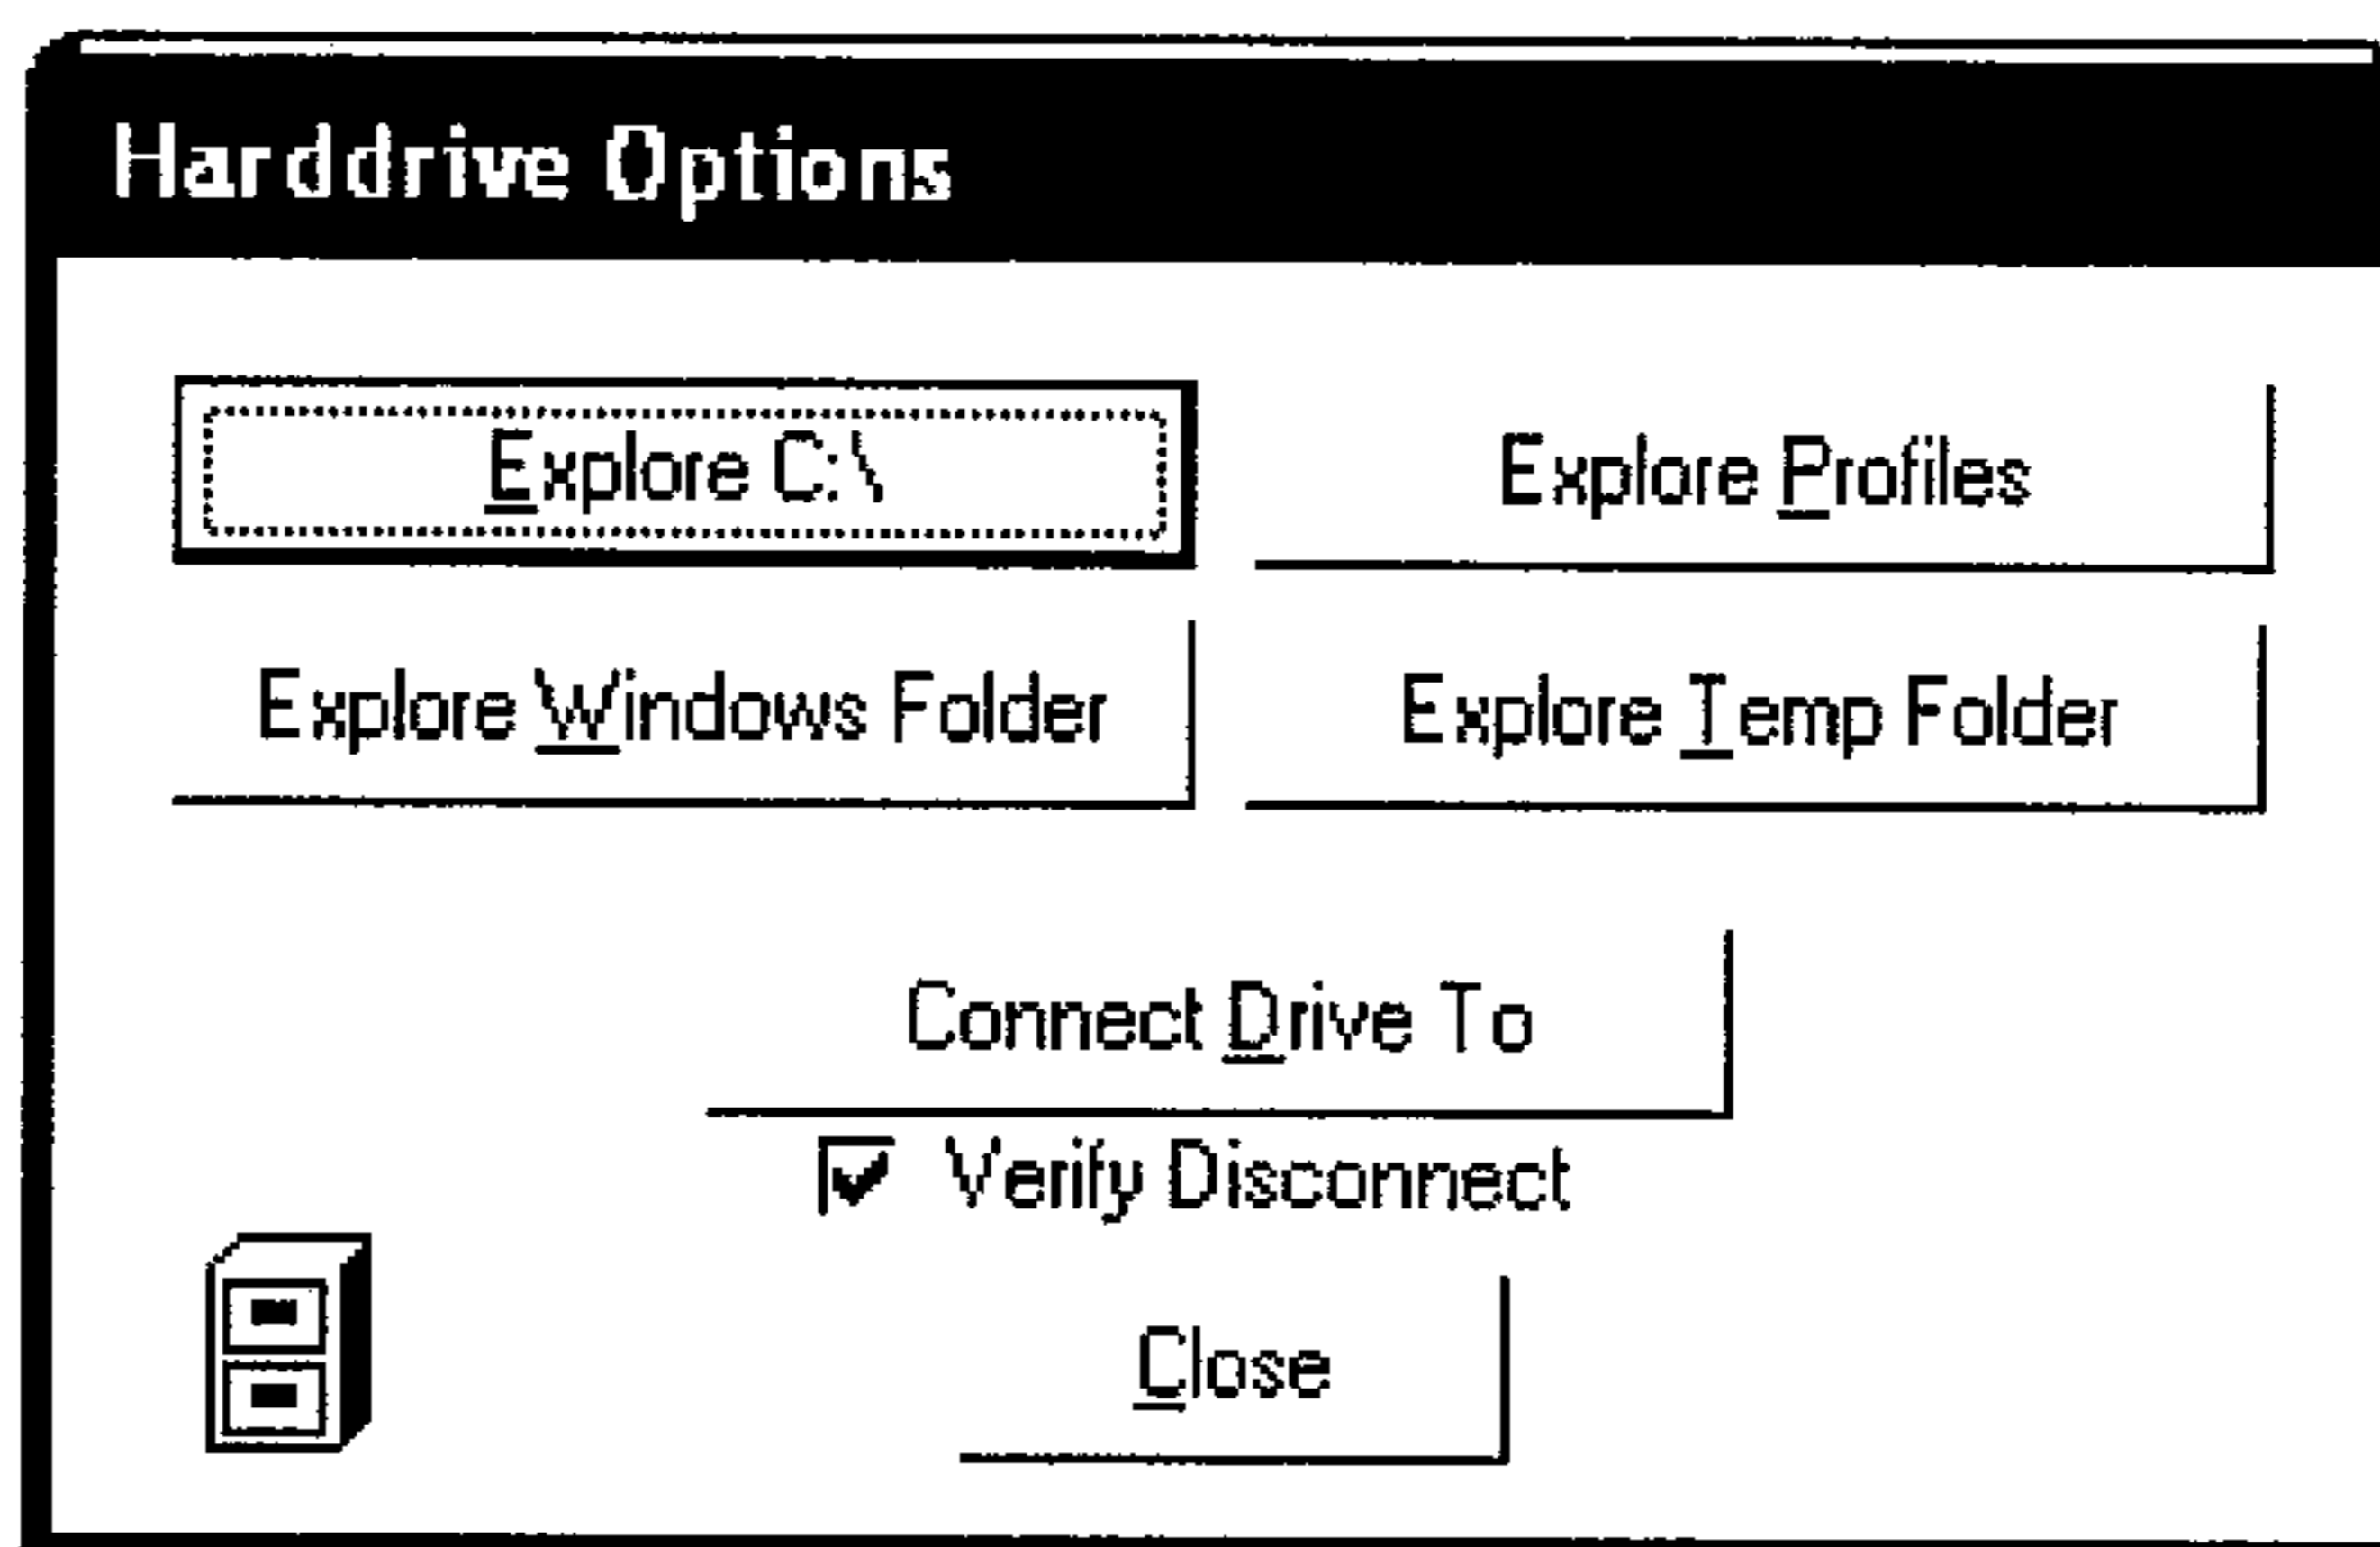 Harddrive Options
Explore C:\ Explore Profiles
Explore Windows Folder Explore Temp Folder
Connect Drive To
Verify Disconnect
Close